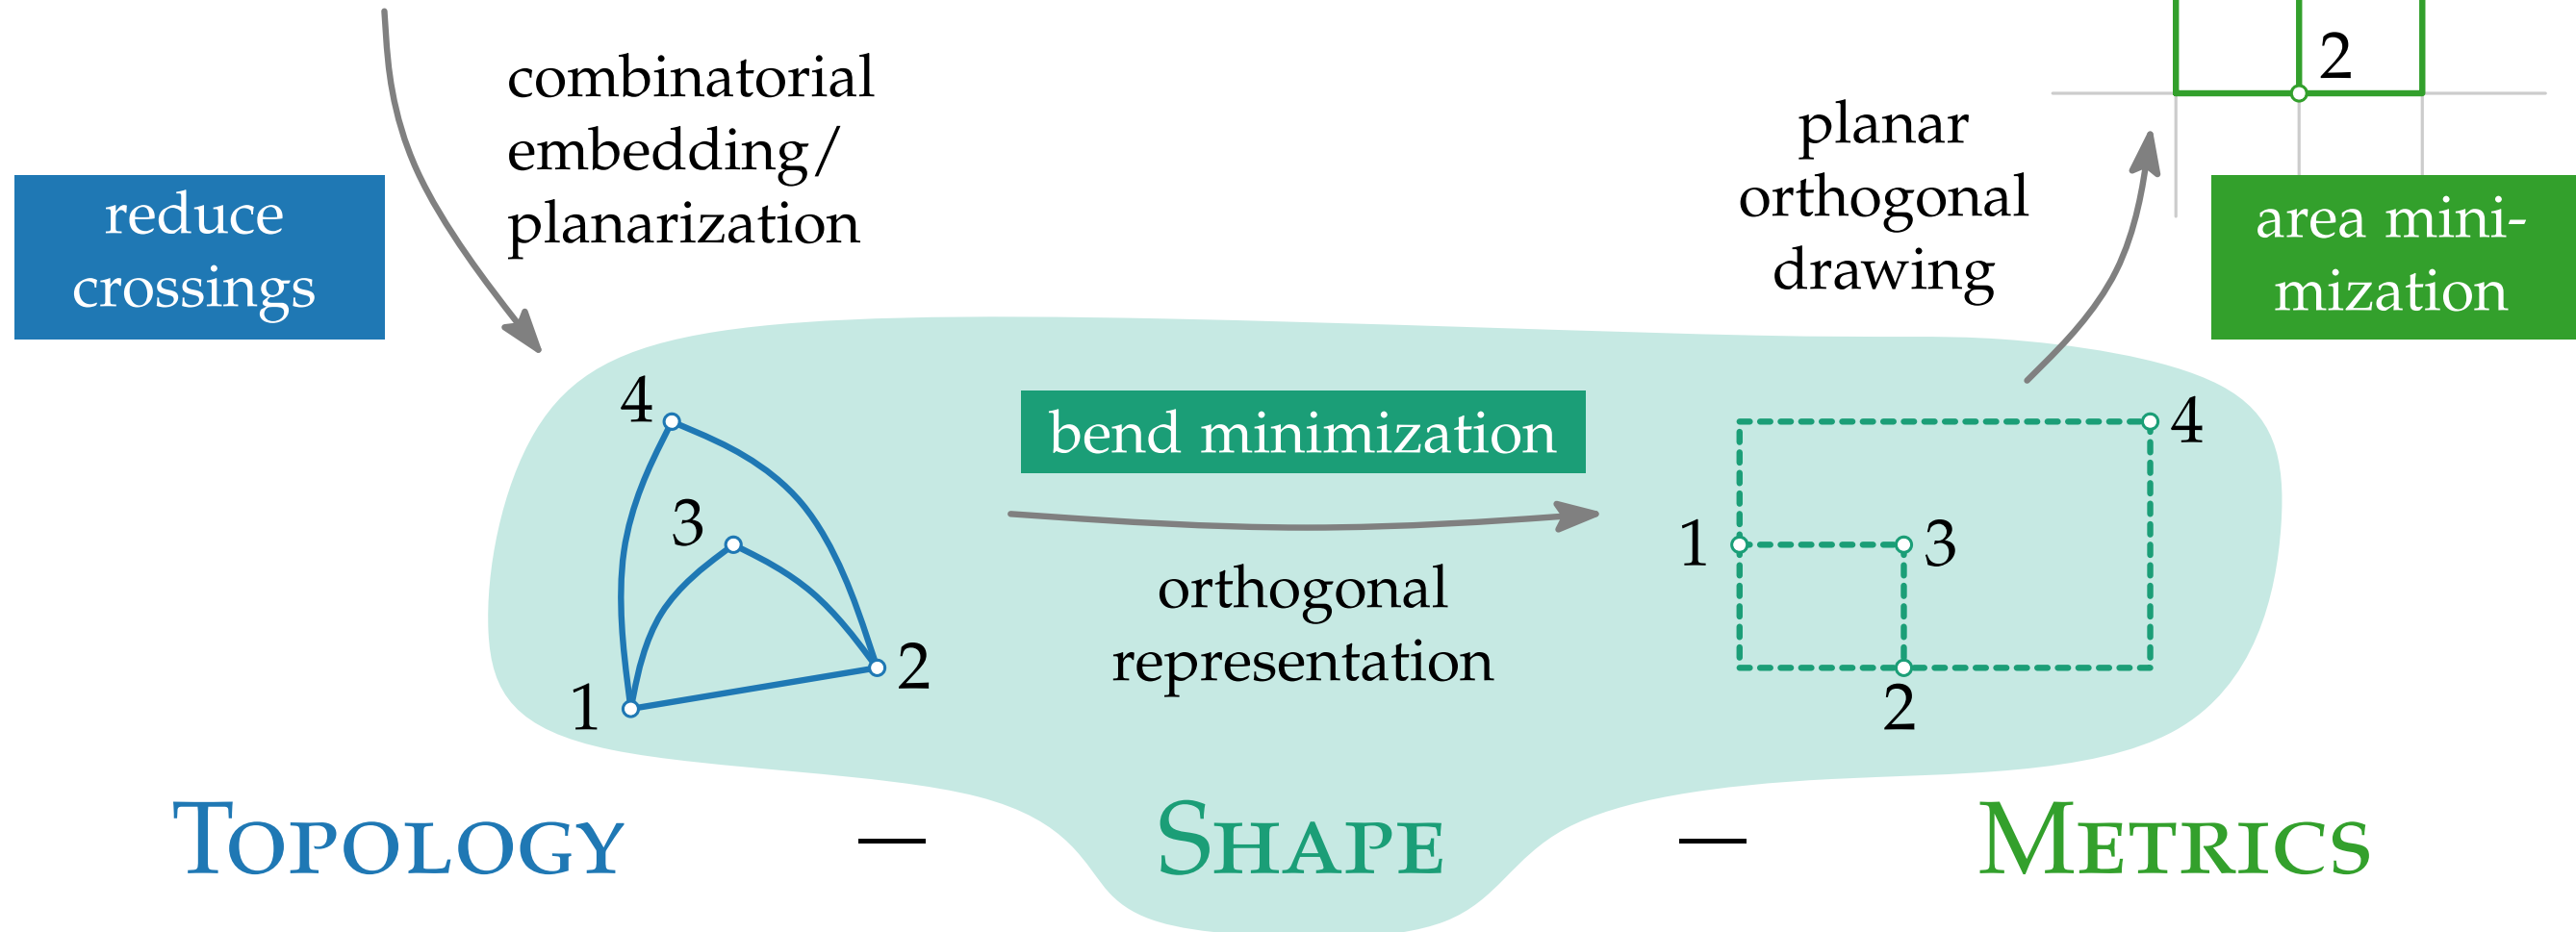 combinatorial
embedding/
planarization
reduce
crossings
planar
orthogonal
drawing
2
area mini-
mization
4
3
1
2
bend minimization
orthogonal
representation
4
1
3
2
TOPOLOGY — SHAPE — METRICS